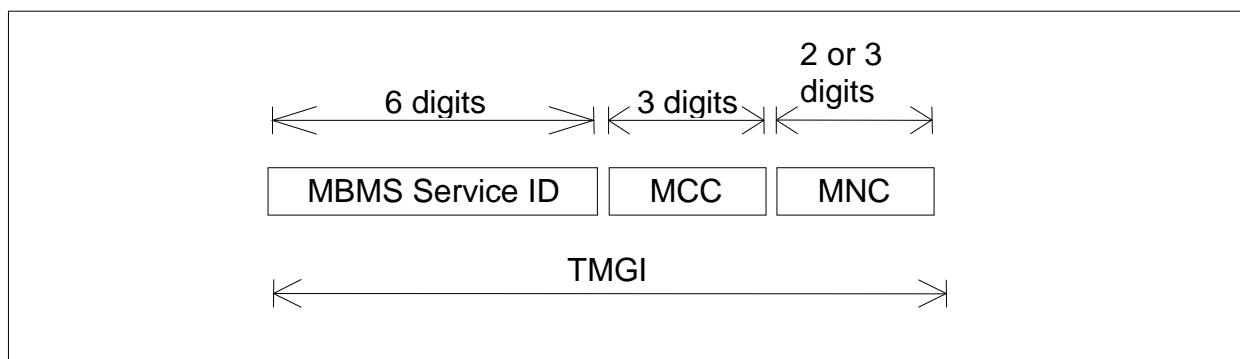 2 or 3
digits
6 digits
3 digits
MBMS Service ID
MCC
MNC
TMGI